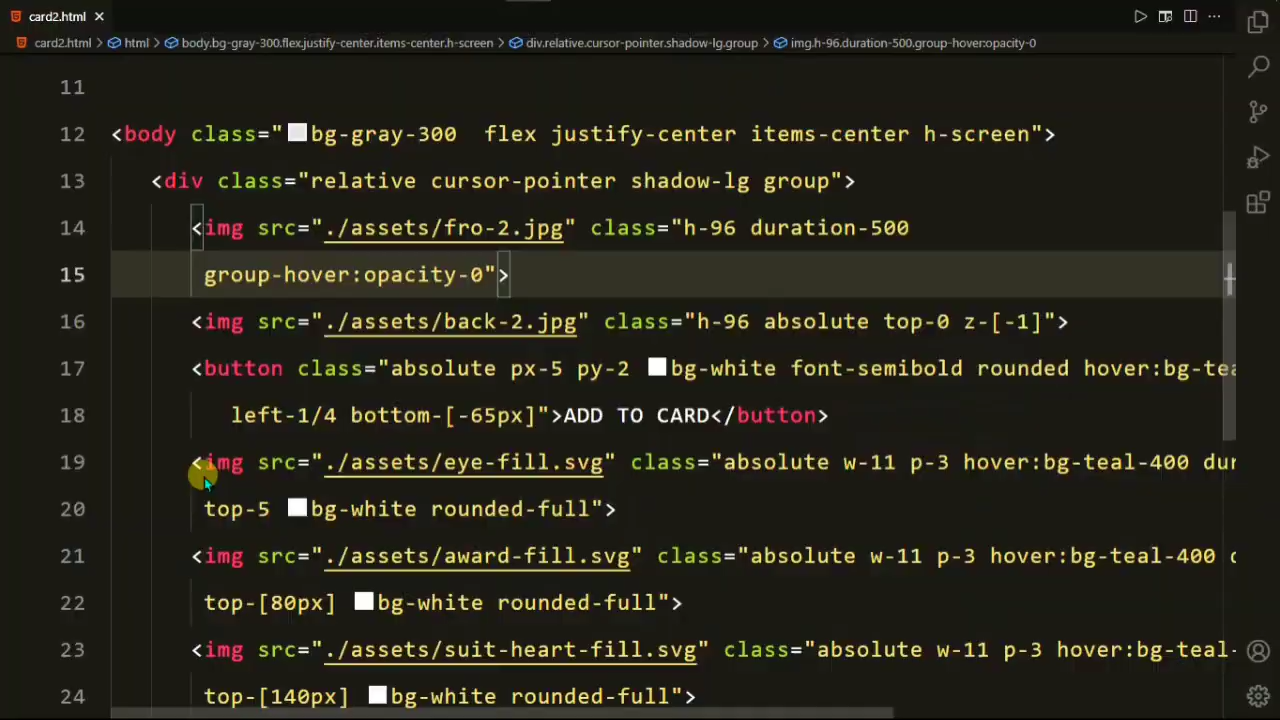 card2.html
card2.html > html > body.bg-gray-300.flex.justify-center.items-center.h-screen > div.relative.cursor-pointer.shadow-lg.group > img.h-96.duration-500.group-hover:opacity-0
11
12 <body class="bg-gray-300  flex justify-center items-center h-screen">
13 <div class="relative cursor-pointer shadow-lg group">
14 <img src="./assets/fro-2.jpg" class="h-96 duration-500
15 group-hover:opacity-0">
16 <img src="./assets/back-2.jpg" class="h-96 absolute top-0 z-[-1]">
17 <button class="absolute px-5 py-2 bg-white font-semibold rounded hover:bg-tea
18 left-1/4 bottom-[-65px]">ADD TO CARD</button>
19 <img src="./assets/eye-fill.svg" class="absolute w-11 p-3 hover:bg-teal-400 dur
20 top-5 bg-white rounded-full">
21 <img src="./assets/award-fill.svg" class="absolute w-11 p-3 hover:bg-teal-400 d
22 top-[80px] bg-white rounded-full">
23 <img src="./assets/suit-heart-fill.svg" class="absolute w-11 p-3 hover:bg-teal-
24 top-[140px] bg-white rounded-full">